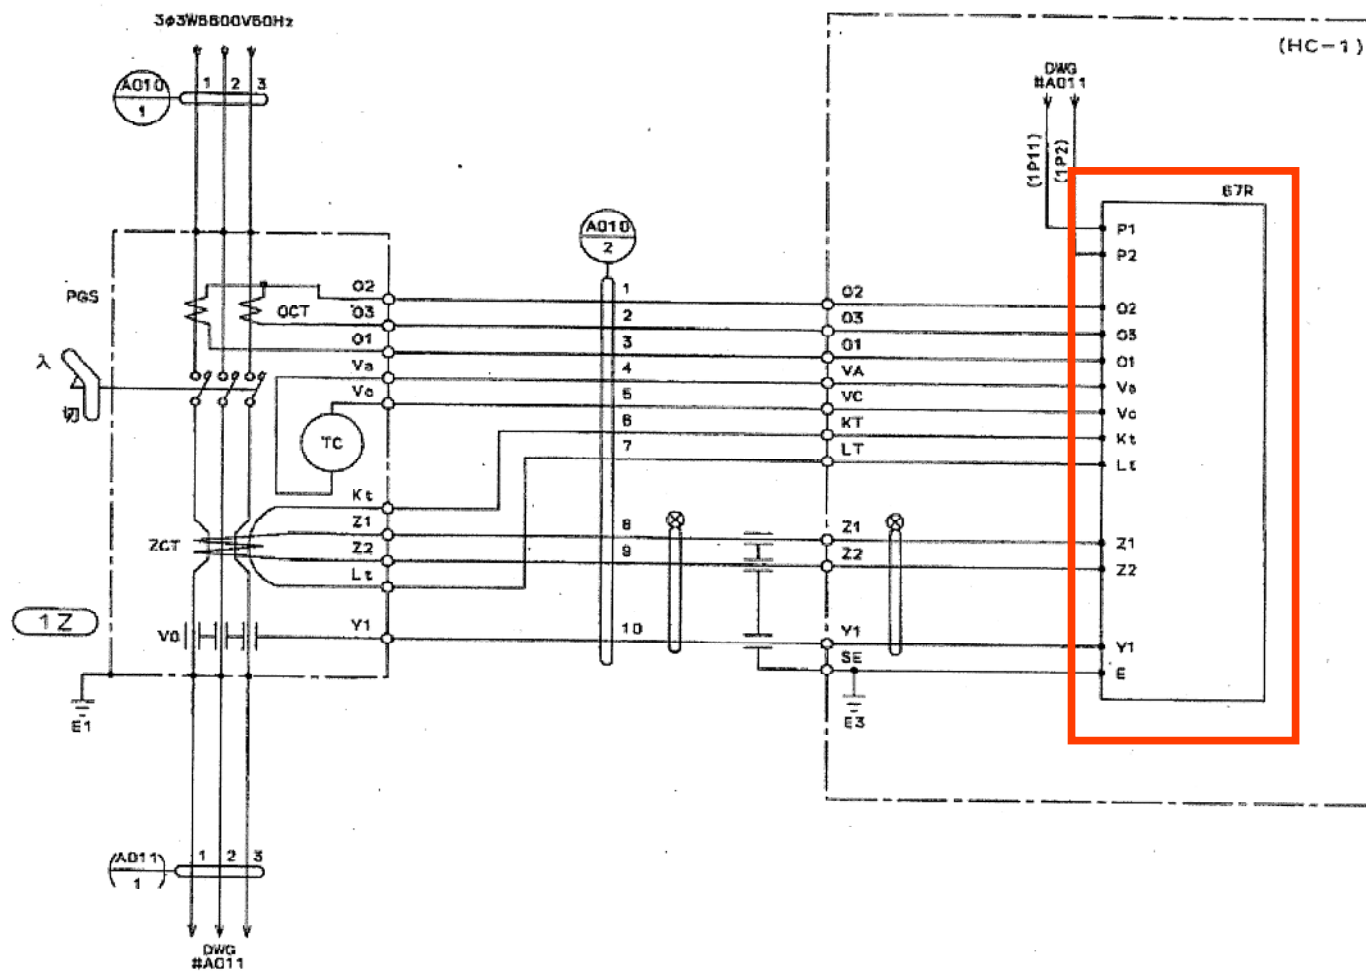 3φ3W6600V60Hz
(HC-1)
DWG
#A011
A010
1
1 2 3
(1P11)
(1P2)
67R
P1
P2
A010
2
PGS
OCT
O2
1
O2
O2
O3
2
O3
O3
O1
3
O1
O1
入
Va
4
VA
Va
Vc
5
VC
Vc
切
TC
6
KT
Kt
7
LT
Lt
Kt
Z1
8
Z1
Z1
ZCT
Z2
9
Z2
Z2
Lt
1Z
V0
Y1
10
Y1
Y1
SE
E
E1
E3
(A011)
1
1 2 3
DWG
#A011